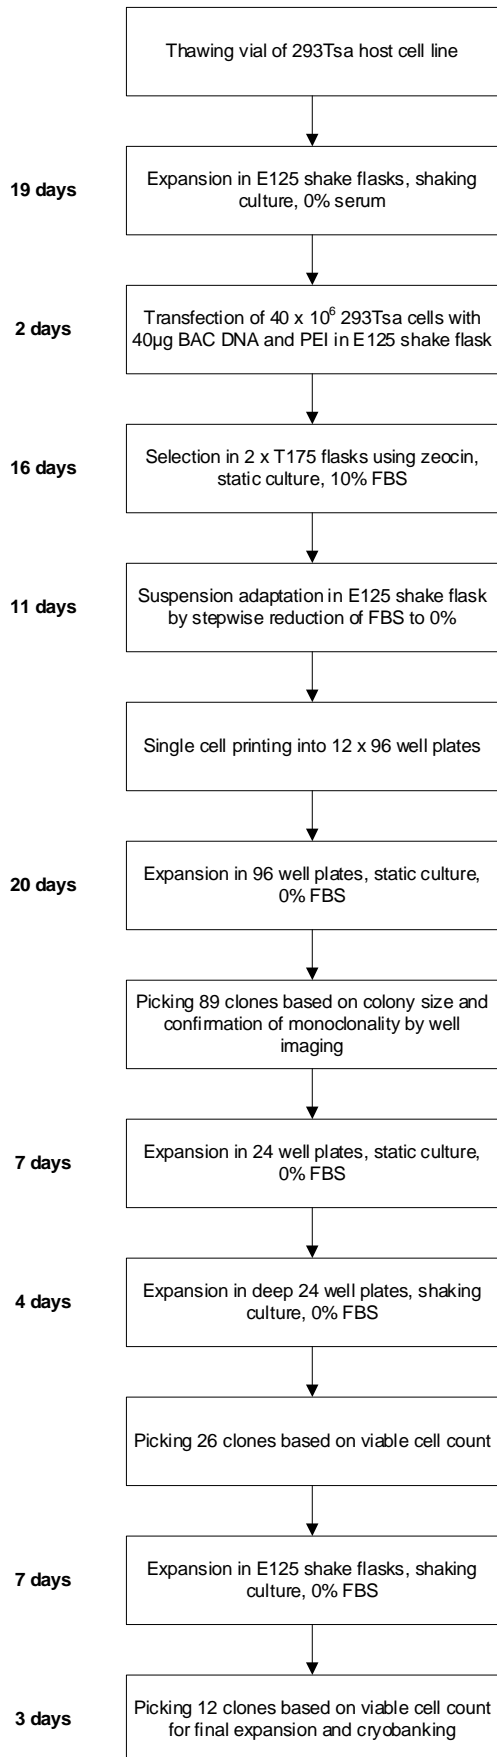 Thawing vial of 293Tsa host cell line
19 days
Expansion in E125 shake flasks, shaking
culture, 0% serum
2 days
Transfection of 40 x 10⁶ 293Tsa cells with
40µg BAC DNA and PEI in E125 shake flask
16 days
Selection in 2 x T175 flasks using zeocin,
static culture, 10% FBS
11 days
Suspension adaptation in E125 shake flask
by stepwise reduction of FBS to 0%
Single cell printing into 12 x 96 well plates
20 days
Expansion in 96 well plates, static culture,
0% FBS
Picking 89 clones based on colony size and
confirmation of monoclonality by well
imaging
7 days
Expansion in 24 well plates, static culture,
0% FBS
4 days
Expansion in deep 24 well plates, shaking
culture, 0% FBS
Picking 26 clones based on viable cell count
7 days
Expansion in E125 shake flasks, shaking
culture, 0% FBS
3 days
Picking 12 clones based on viable cell count
for final expansion and cryobanking